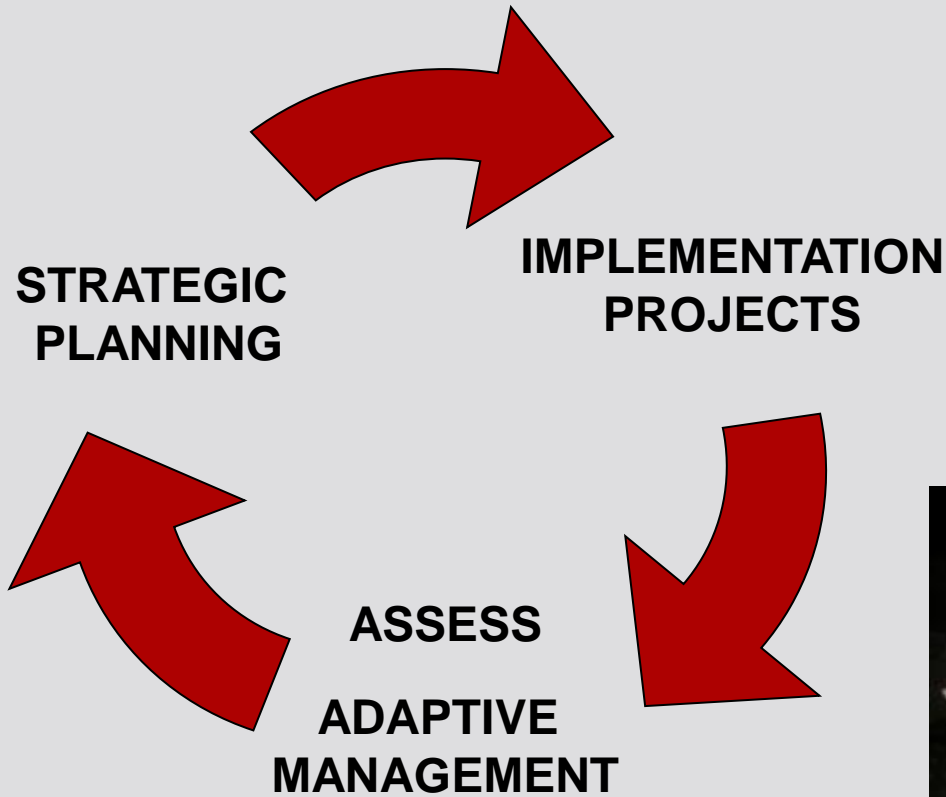 STRATEGIC
PLANNING
IMPLEMENTATION
PROJECTS
ASSESS
ADAPTIVE
MANAGEMENT